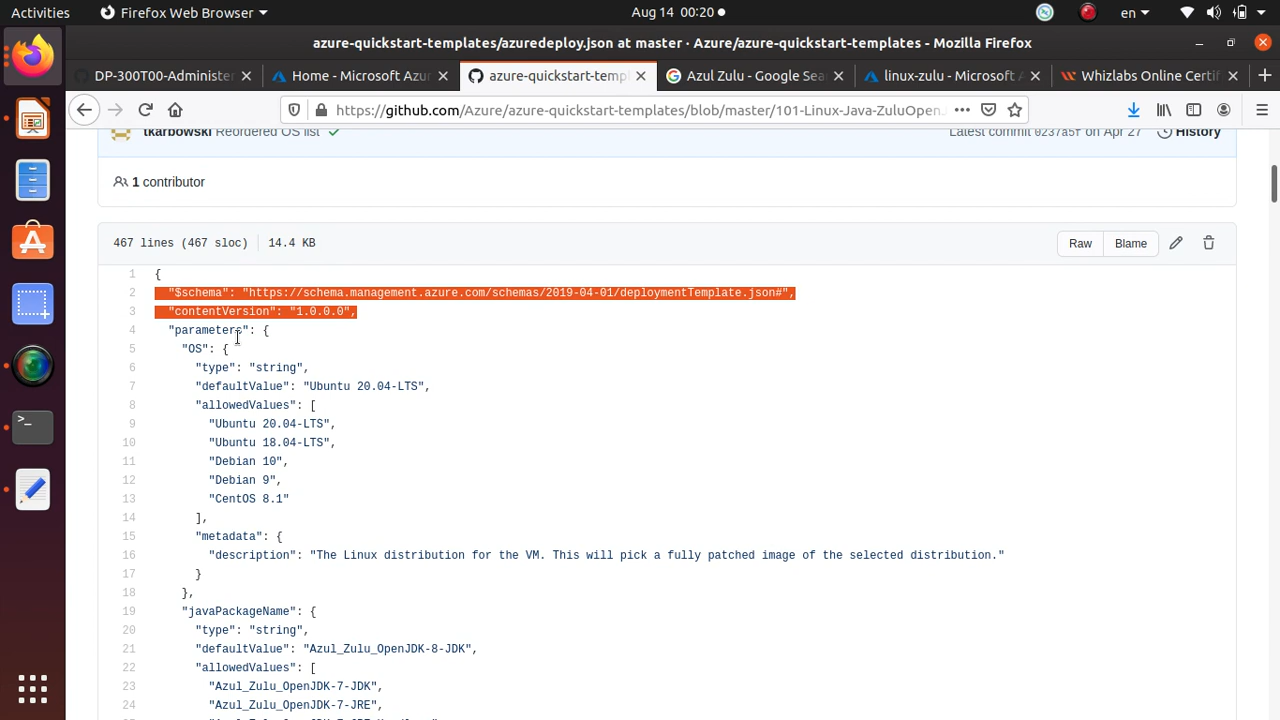 Activities Firefox Web Browser Aug 14 00:20 en
azure-quickstart-templates/azuredeploy.json at master · Azure/azure-quickstart-templates - Mozilla Firefox
DP-300T00-Administer Home - Microsoft Azur azure-quickstart-templ Azul Zulu - Google Sea linux-zulu - Microsoft A Whizlabs Online Certif
https://github.com/Azure/azure-quickstart-templates/blob/master/101-Linux-Java-ZuluOpen
tkarbowski Reordered OS list Latest commit 0237a5f on Apr 27 History
1 contributor
467 lines (467 sloc) 14.4 KB Raw Blame
1 {
2 "$schema": "https://schema.management.azure.com/schemas/2019-04-01/deploymentTemplate.json#",
3 "contentVersion": "1.0.0.0",
4 "parameters": {
5 "OS": {
6 "type": "string",
7 "defaultValue": "Ubuntu 20.04-LTS",
8 "allowedValues": [
9 "Ubuntu 20.04-LTS",
10 "Ubuntu 18.04-LTS",
11 "Debian 10",
12 "Debian 9",
13 "CentOS 8.1"
14 ],
15 "metadata": {
16 "description": "The Linux distribution for the VM. This will pick a fully patched image of the selected distribution."
17 }
18 },
19 "javaPackageName": {
20 "type": "string",
21 "defaultValue": "Azul_Zulu_OpenJDK-8-JDK",
22 "allowedValues": [
23 "Azul_Zulu_OpenJDK-7-JDK",
24 "Azul_Zulu_OpenJDK-7-JRE",